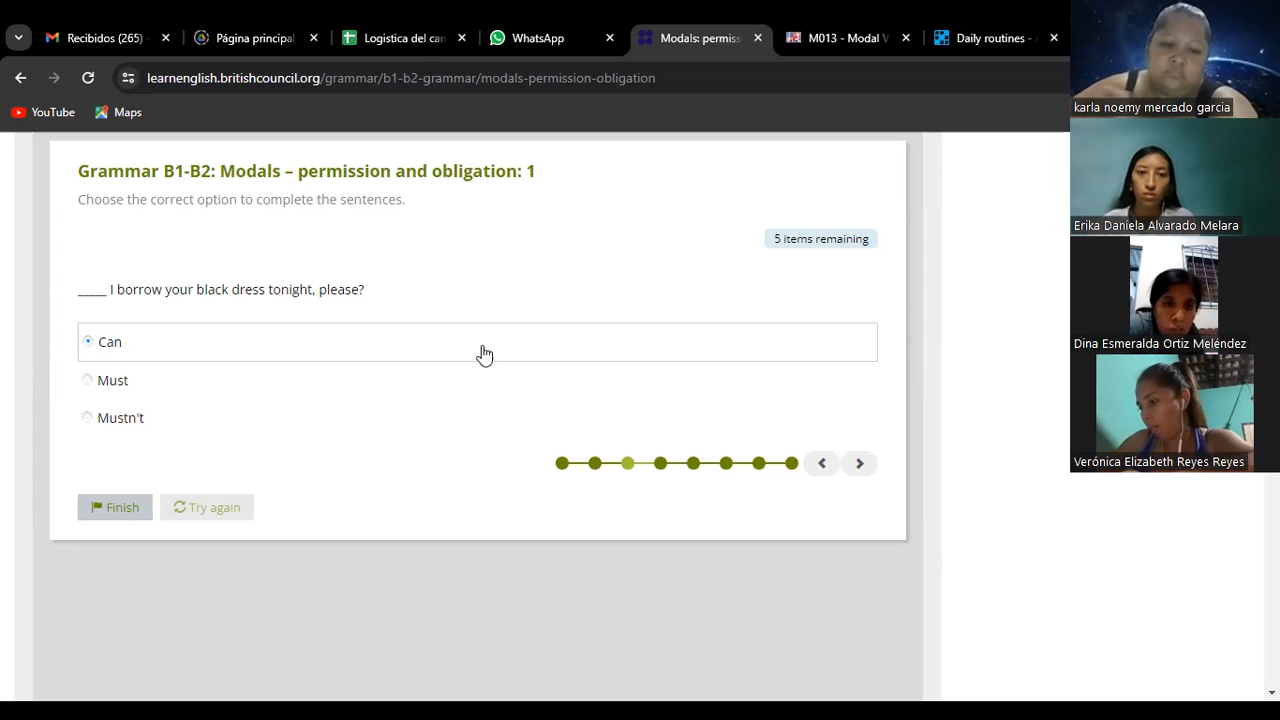 Recibidos (265)
Página principal
Logistica del car
WhatsApp
Modals: permiss
M013 - Modal V
Daily routines - A
learnenglish.britishcouncil.org/grammar/b1-b2-grammar/modals-permission-obligation
YouTube
Maps
Grammar B1-B2: Modals – permission and obligation: 1
Choose the correct option to complete the sentences.
5 items remaining
_____ I borrow your black dress tonight, please?
Can
Must
Mustn't
Finish
Try again
karla noemy mercado garcia
Erika Daniela Alvarado Melara
Dina Esmeralda Ortiz Meléndez
Verónica Elizabeth Reyes Reyes